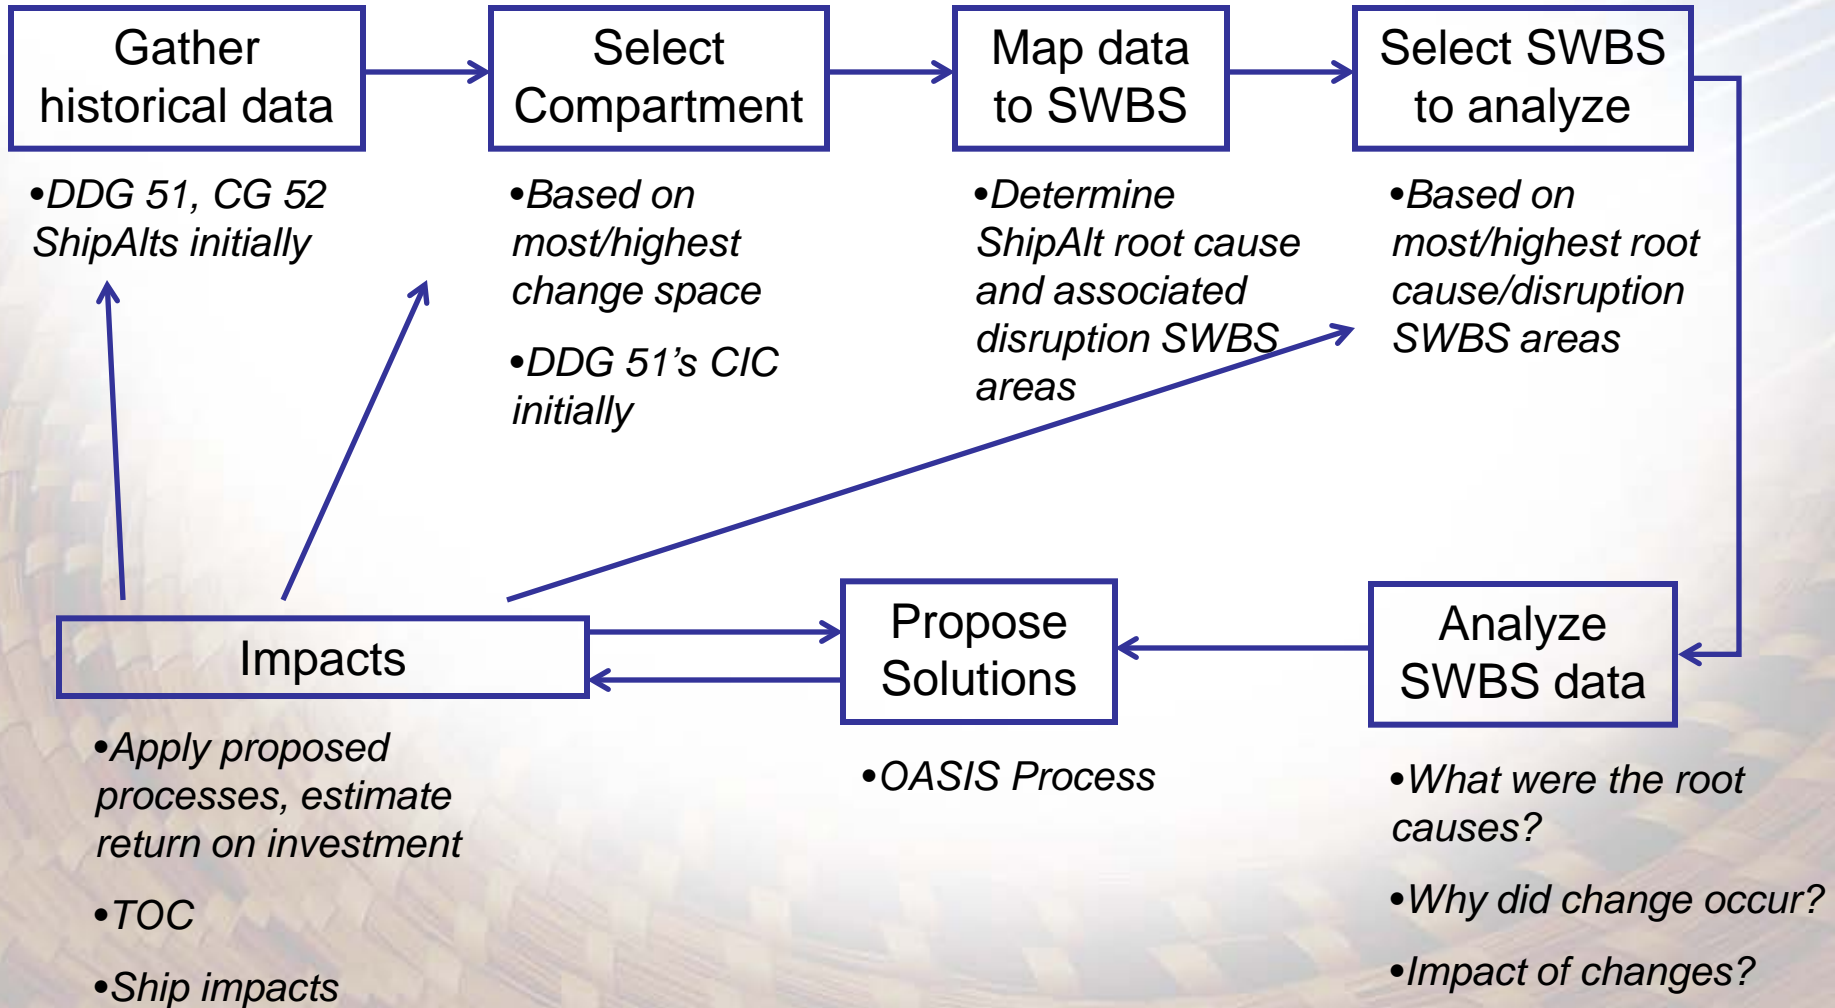 Gather
historical data
•DDG 51, CG 52
ShipAlts initially
Select
Compartment
•Based on
most/highest
change space
•DDG 51’s CIC
initially
Map data
to SWBS
•Determine
ShipAlt root cause
and associated
disruption SWBS
areas
Select SWBS
to analyze
•Based on
most/highest root
cause/disruption
SWBS areas
Impacts
•Apply proposed
processes, estimate
return on investment
•TOC
•Ship impacts
Propose
Solutions
•OASIS Process
Analyze
SWBS data
•What were the root
causes?
•Why did change occur?
•Impact of changes?